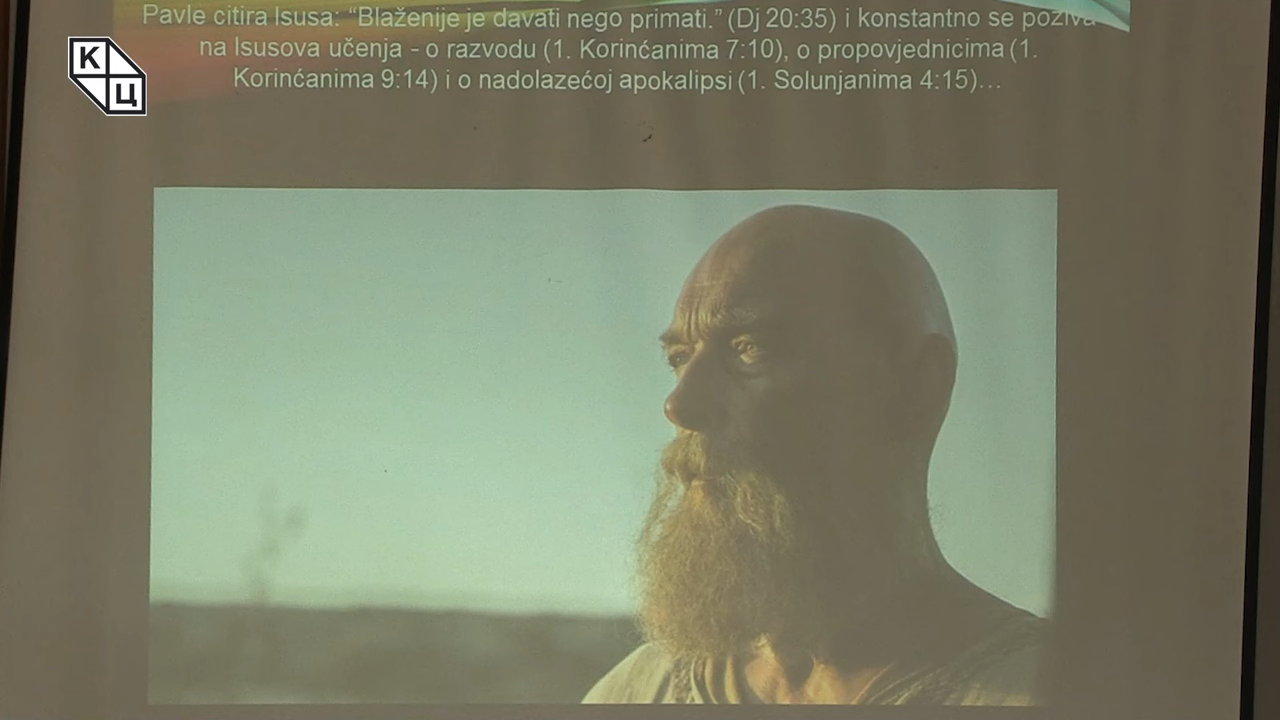 Pavle citira Isusa: “Blaženije je davati nego primati.” (Dj 20:35) i konstantno se poziva
na Isusova učenja - o razvodu (1. Korinćanima 7:10), o propovjednicima (1.
Korinćanima 9:14) i o nadolazećoj apokalipsi (1. Solunjanima 4:15)…
К
Ц